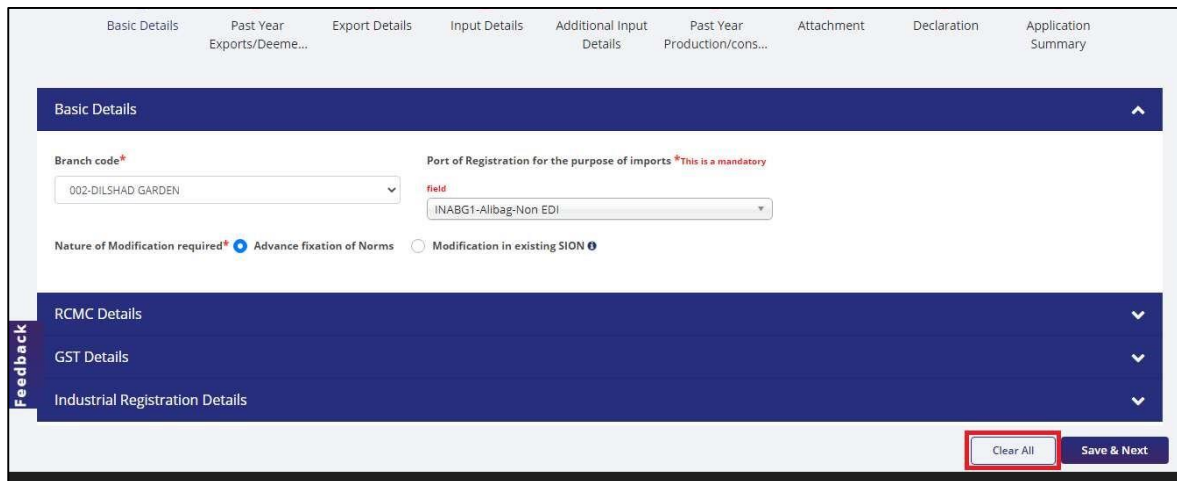 Basic Details
Past Year
Exports/Deeme...
Export Details
Input Details
Additional Input
Details
Past Year
Production/cons...
Attachment
Declaration
Application
Summary
Basic Details
Branch code*
002-DILSHAD GARDEN
Port of Registration for the purpose of imports *This is a mandatory
field
INABG1-Alibag-Non EDI
Nature of Modification required* Advance fixation of Norms Modification in existing SION
RCMC Details
GST Details
Industrial Registration Details
Feedback
Clear All
Save & Next